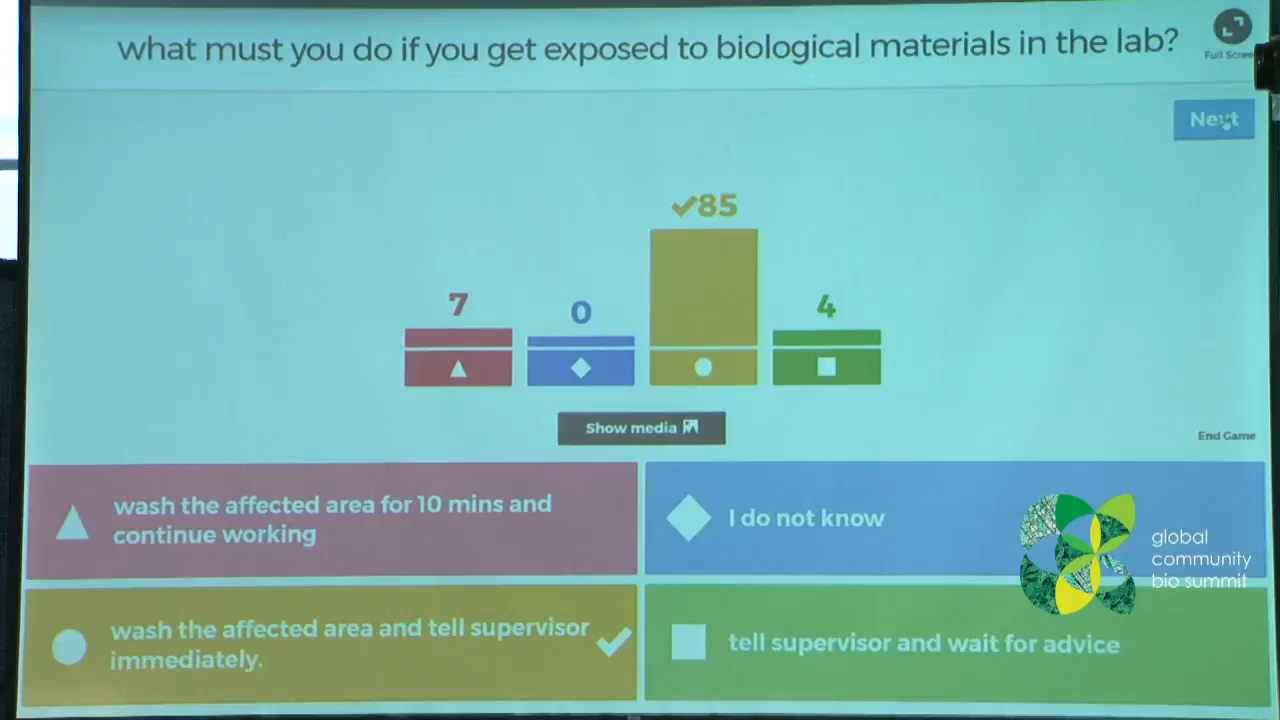 what must you do if you get exposed to biological materials in the lab?
Full Scree
Next
85
7
0
4
Show media
End Game
wash the affected area for 10 mins and
continue working
I do not know
wash the affected area and tell supervisor
immediately.
tell supervisor and wait for advice
global
community
bio summit